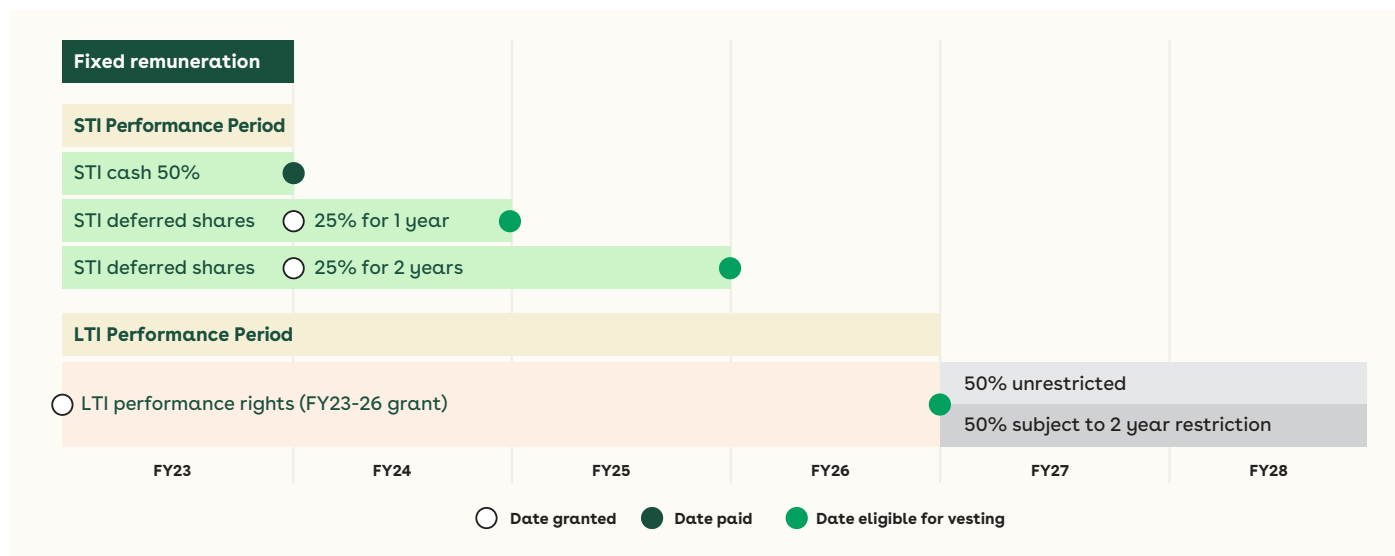 Fixed remuneration
STI Performance Period
STI cash 50%
STI deferred shares 25% for 1 year
STI deferred shares 25% for 2 years
LTI Performance Period
50% unrestricted
LTI performance rights (FY23-26 grant)
50% subject to 2 year restriction
FY23 FY24 FY25 FY26 FY27 FY28
Date granted Date paid Date eligible for vesting